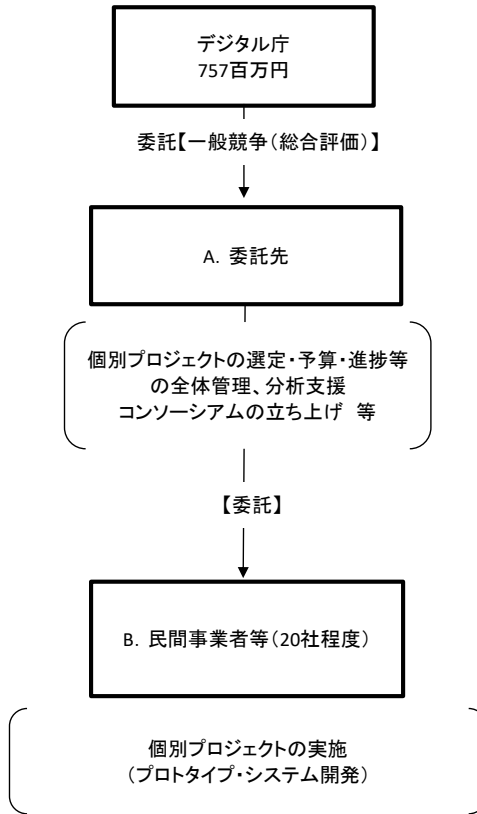 デジタル庁
757百万円
委託【一般競争（総合評価）】
A. 委託先
個別プロジェクトの選定・予算・進捗等
の全体管理、分析支援
コンソーシアムの立ち上げ 等
【委託】
B. 民間事業者等（20社程度）
個別プロジェクトの実施
（プロトタイプ・システム開発）